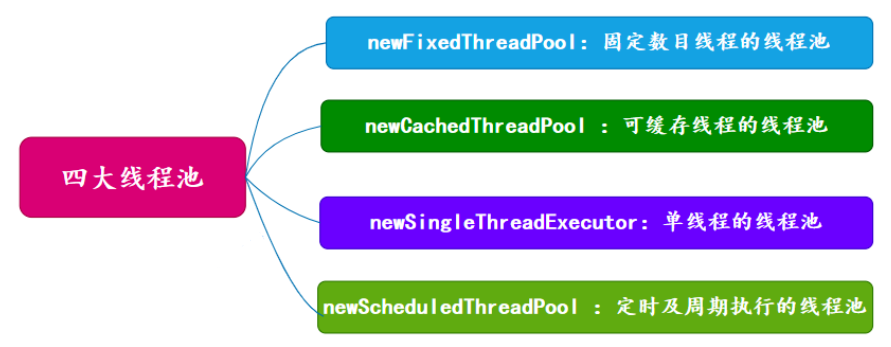 newFixedThreadPool：固定数目线程的线程池
newCachedThreadPool ：可缓存线程的线程池
四大线程池
newSingleThreadExecutor：单线程的线程池
newScheduledThreadPool ：定时及周期执行的线程池